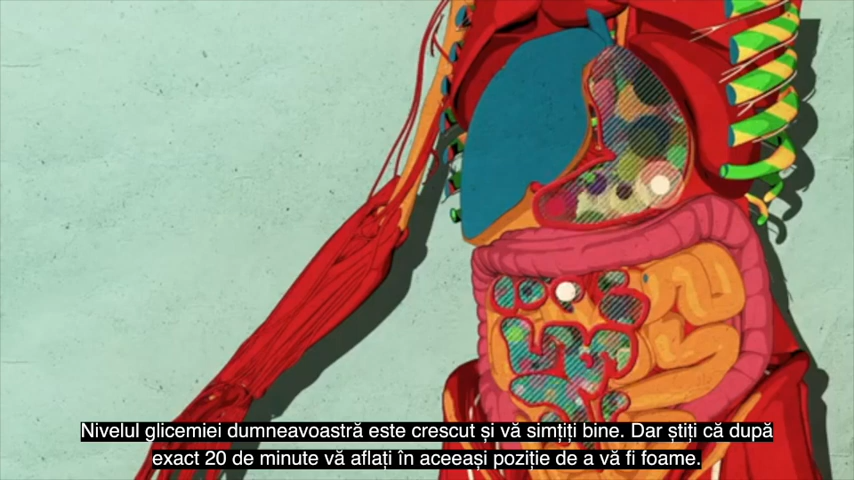 Nivelul glicemiei dumneavoastră este crescut și vă simțiți bine. Dar știți că după
exact 20 de minute vă aflați în aceeași poziție de a vă fi foame.